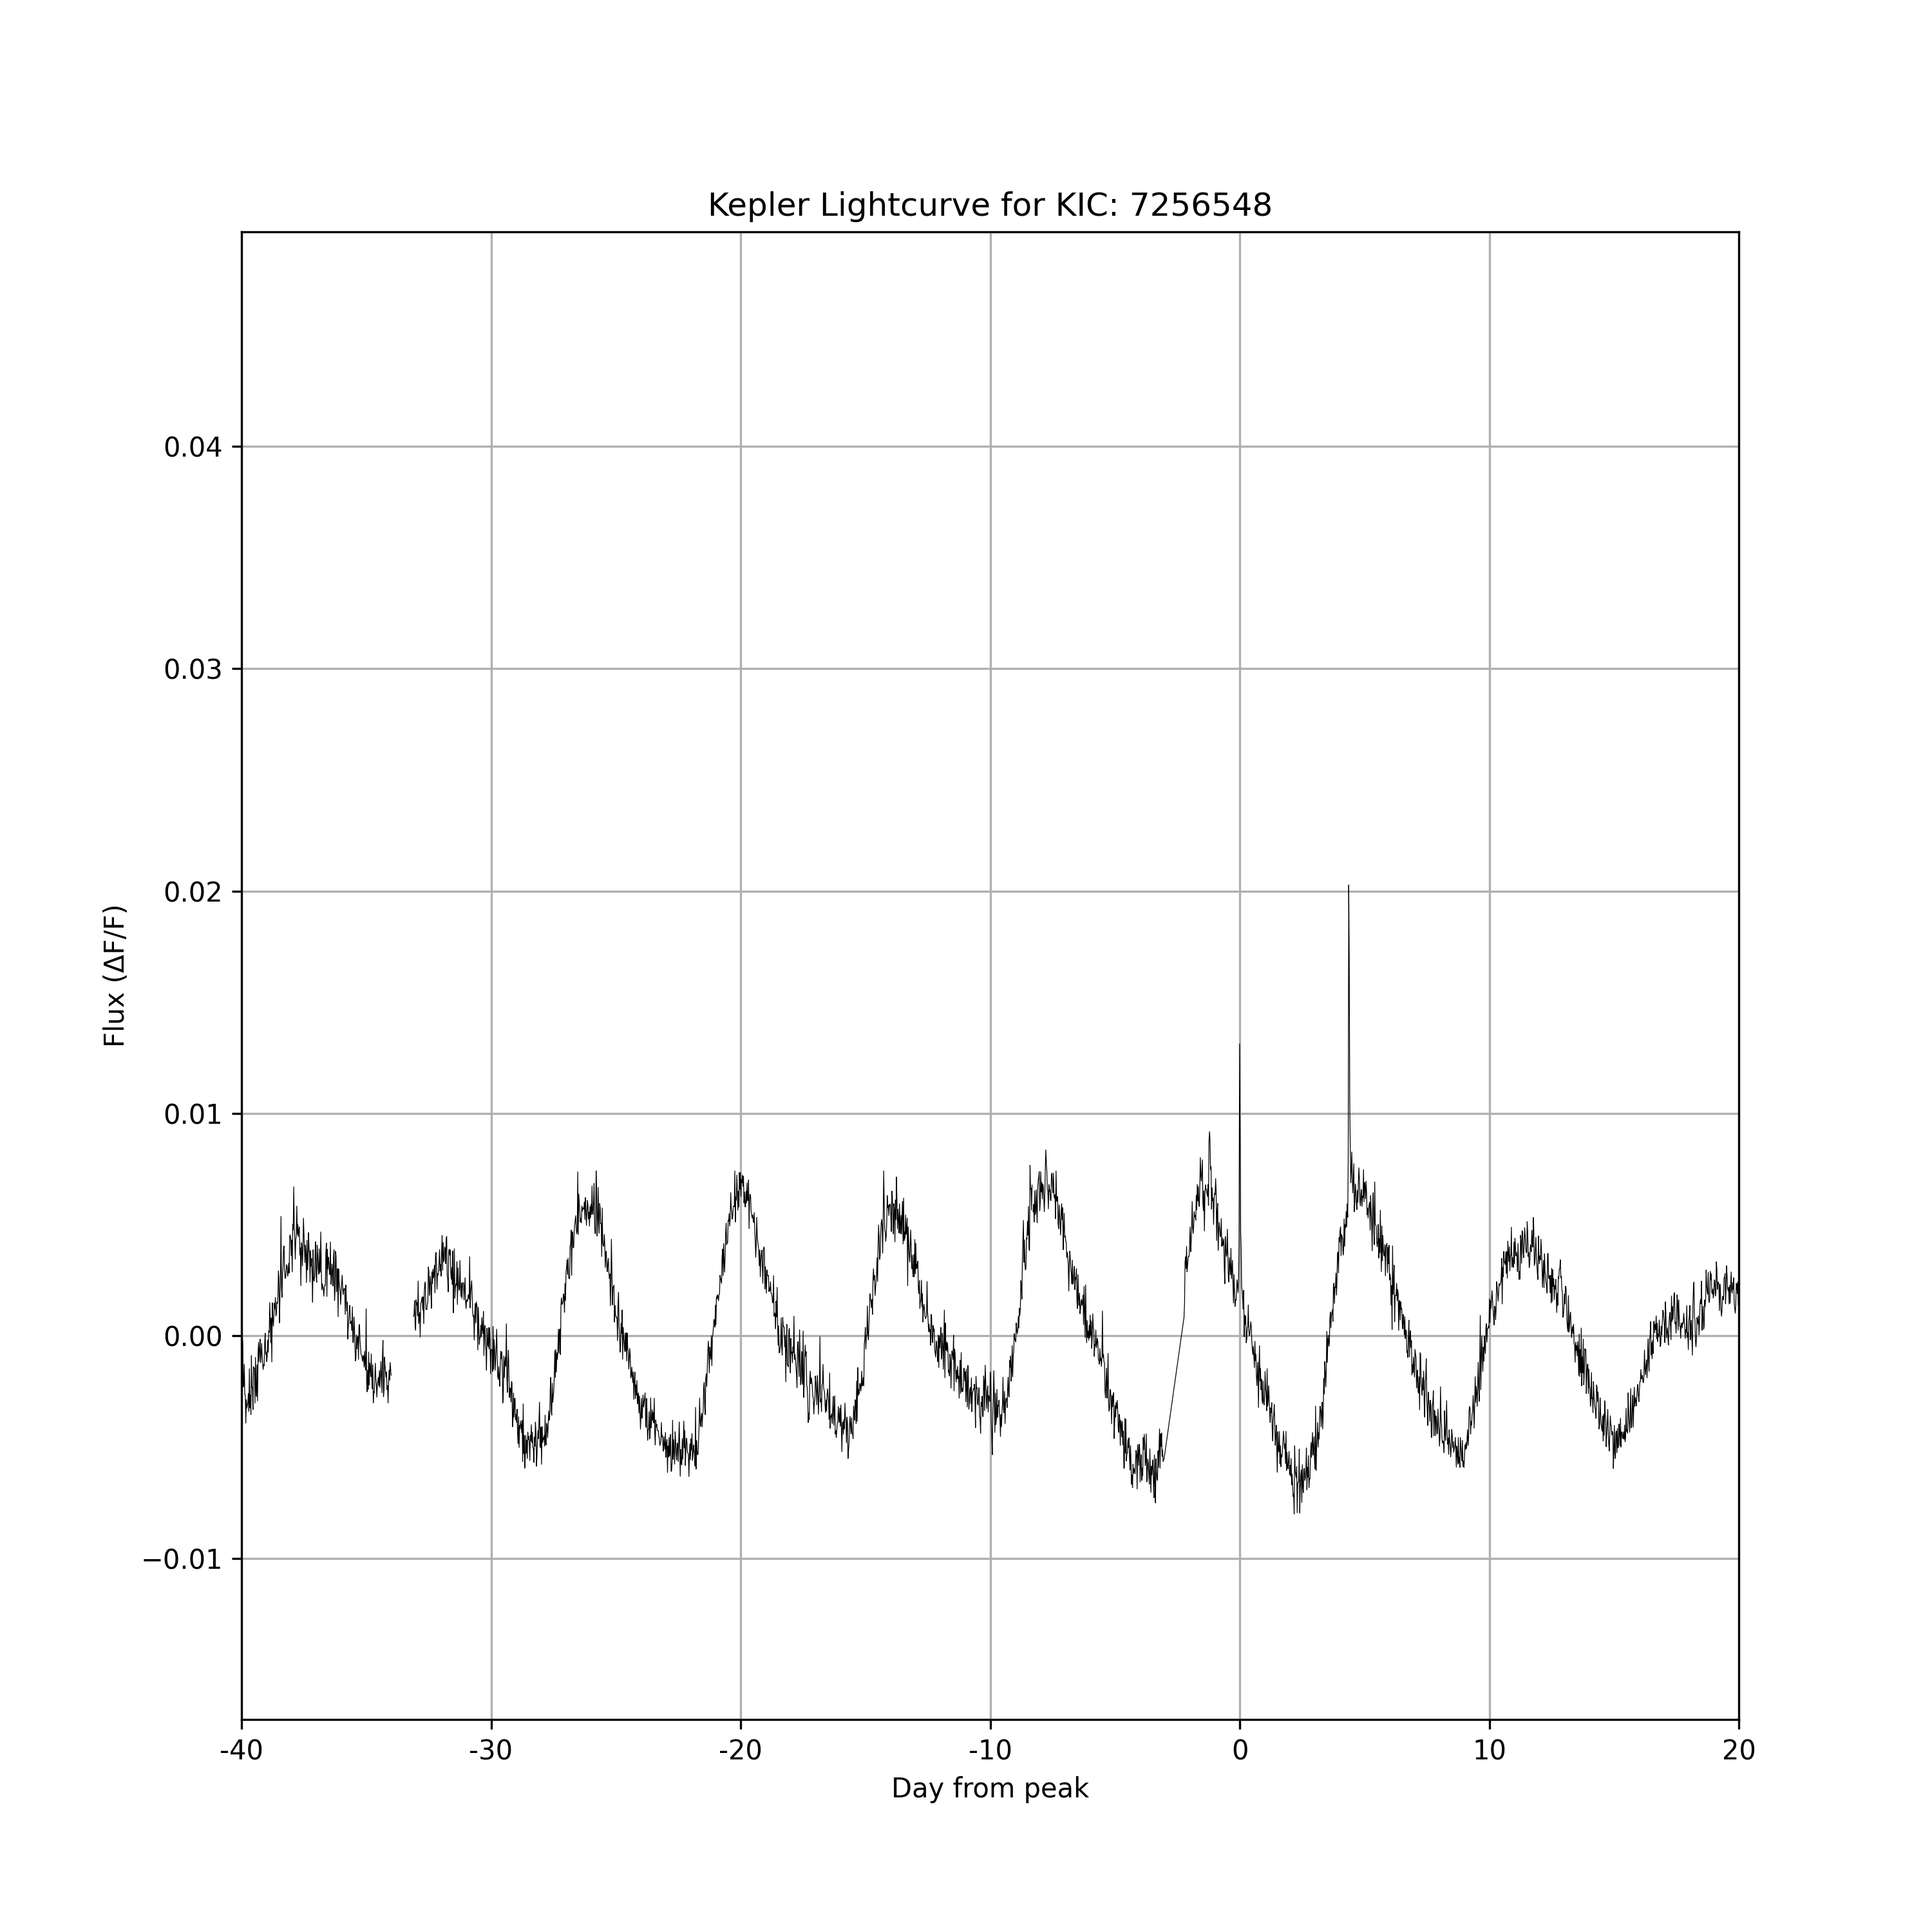 Kepler Lightcurve for KIC: 7256548
Flux (ΔF/F)
0.04
0.03
0.02
0.01
0.00
−0.01
-40 -30 -20 -10 0 10 20
Day from peak